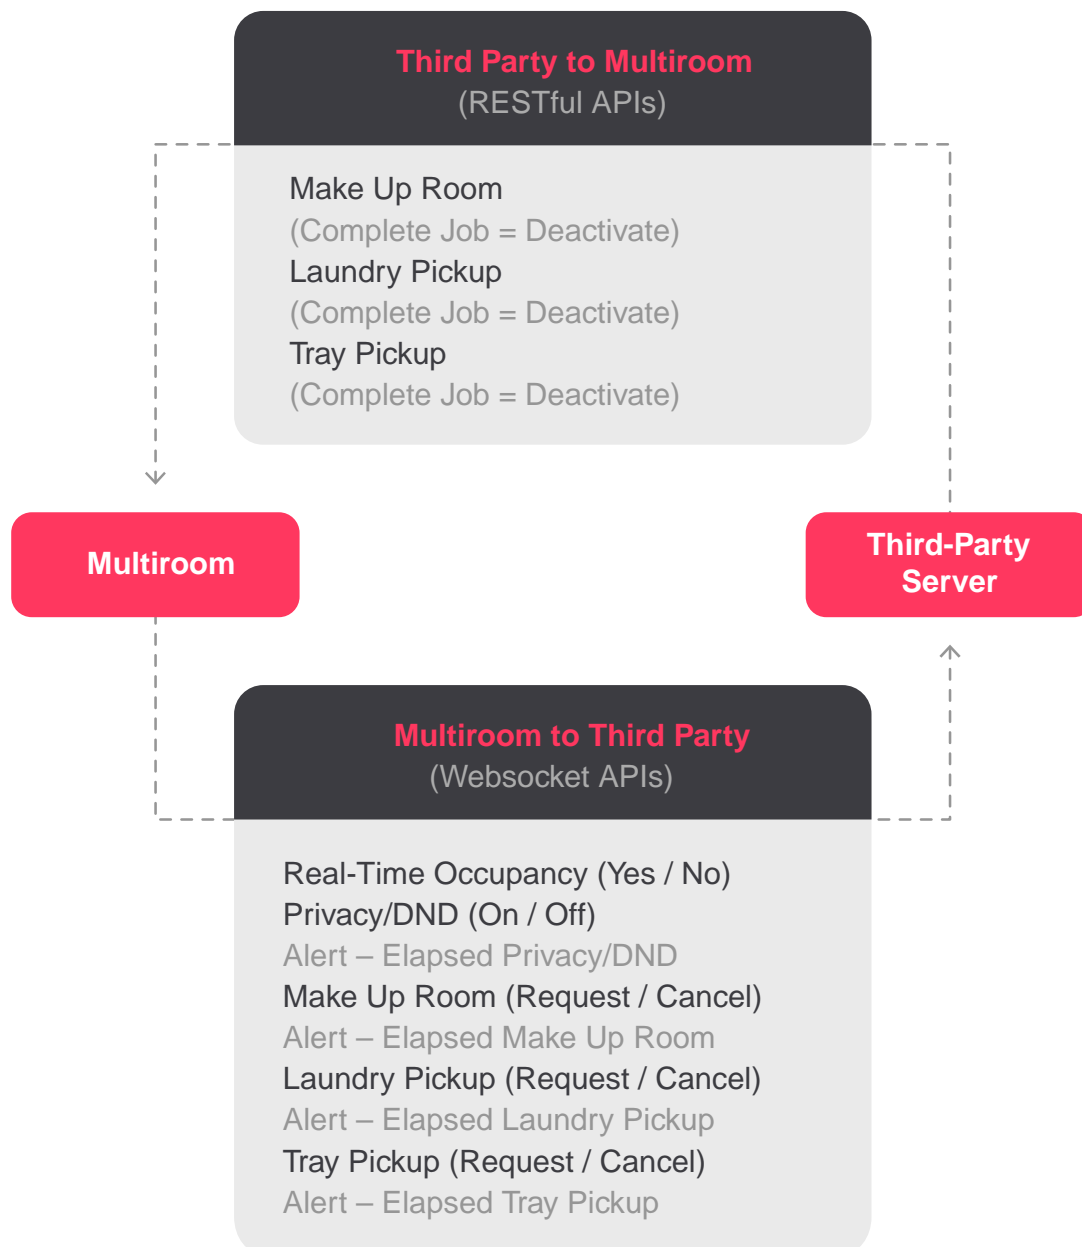 Third Party to Multiroom
(RESTful APIs)
Make Up Room
(Complete Job = Deactivate)
Laundry Pickup
(Complete Job = Deactivate)
Tray Pickup
(Complete Job = Deactivate)
Multiroom
Third-Party
Server
Multiroom to Third Party
(Websocket APIs)
Real-Time Occupancy (Yes / No)
Privacy/DND (On / Off)
Alert – Elapsed Privacy/DND
Make Up Room (Request / Cancel)
Alert – Elapsed Make Up Room
Laundry Pickup (Request / Cancel)
Alert – Elapsed Laundry Pickup
Tray Pickup (Request / Cancel)
Alert – Elapsed Tray Pickup